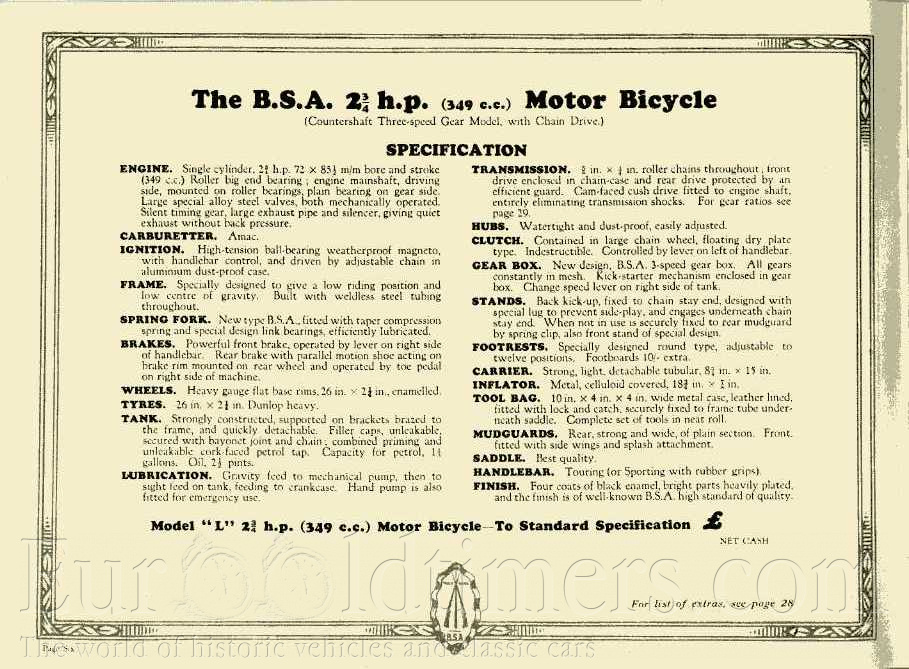 The B.S.A. 2¾ h.p. (349 c.c.) Motor Bicycle
(Countershaft Three-speed Gear Model, with Chain Drive.)
SPECIFICATION
ENGINE. Single cylinder, 2¾ h.p. 72 × 85½ m/m bore and stroke
(349 c.c.) Roller big end bearing; engine mainshaft, driving
side, mounted on roller bearings, plain bearing on gear side.
Large special alloy steel valves, both mechanically operated.
Silent timing gear, large exhaust pipe and silencer, giving quiet
exhaust without back pressure.
CARBURETTER. Amac.
IGNITION. High-tension ball-bearing weatherproof magneto,
with handlebar control, and driven by adjustable chain in
aluminium dust-proof case.
FRAME. Specially designed to give a low riding position and
low centre of gravity. Built with weldless steel tubing
throughout.
SPRING FORK. New type B.S.A., fitted with taper compression
spring and special design link bearings, efficiently lubricated.
BRAKES. Powerful front brake, operated by lever on right side
of handlebar. Rear brake with parallel motion shoe acting on
brake rim mounted on rear wheel and operated by toe pedal
on right side of machine.
WHEELS. Heavy gauge flat base rims, 26 in. × 2¼ in., enamelled.
TYRES. 26 in. × 2¼ in. Dunlop heavy.
TANK. Strongly constructed, supported on brackets brazed to
the frame, and quickly detachable. Filler caps, unleakable,
secured with bayonet joint and chain; combined priming and
unleakable cork-faced petrol tap. Capacity for petrol,
gallons. Oil, 2½ pints.
LUBRICATION. Gravity feed to mechanical pump, then to
sight feed on tank, feeding to crankcase. Hand pump is also
fitted for emergency use.
TRANSMISSION. in. × in. roller chains throughout; front
drive enclosed in chain-case and rear drive protected by an
efficient guard. Cam-faced cush drive fitted to engine shaft,
entirely eliminating transmission shocks. For gear ratios see
page 29.
HUBS. Watertight and dust-proof, easily adjusted.
CLUTCH. Contained in large chain wheel, floating dry plate
type. Indestructible. Controlled by lever on left of handlebar.
GEAR BOX. New design, B.S.A. 3-speed gear box. All gears
constantly in mesh. Kick-starter mechanism enclosed in gear
box. Change speed lever on right side of tank.
STANDS. Back kick-up, fixed to chain stay end, designed with
special lug to prevent side-play, and engages underneath chain
stay end. When not in use is securely fixed to rear mudguard
by spring clip, also front stand of special design.
FOOTRESTS. Specially designed round type, adjustable to
twelve positions. Footboards 10/- extra.
CARRIER. Strong, light, detachable tubular, in. × 15 in.
INFLATOR. Metal, celluloid covered, in. × in.
TOOL BAG. 10 in. × 4 in. × 4 in. wide metal case, leather lined,
fitted with lock and catch, securely fixed to frame tube under-
neath saddle. Complete set of tools in neat roll.
MUDGUARDS. Rear, strong and wide, of plain section. Front,
fitted with side wings and splash attachment.
SADDLE. Best quality.
HANDLEBAR. Touring (or Sporting with rubber grips).
FINISH. Four coats of black enamel, bright parts heavily plated,
and the finish is of well-known B.S.A. high standard of quality.
Model "L" 2¾ h.p. (349 c.c.) Motor Bicycle—To Standard Specification £
NET CASH
For list of extras, see page 28
BSA
Page Six
EuroOldtimers.com
The world of historic vehicles and classic cars